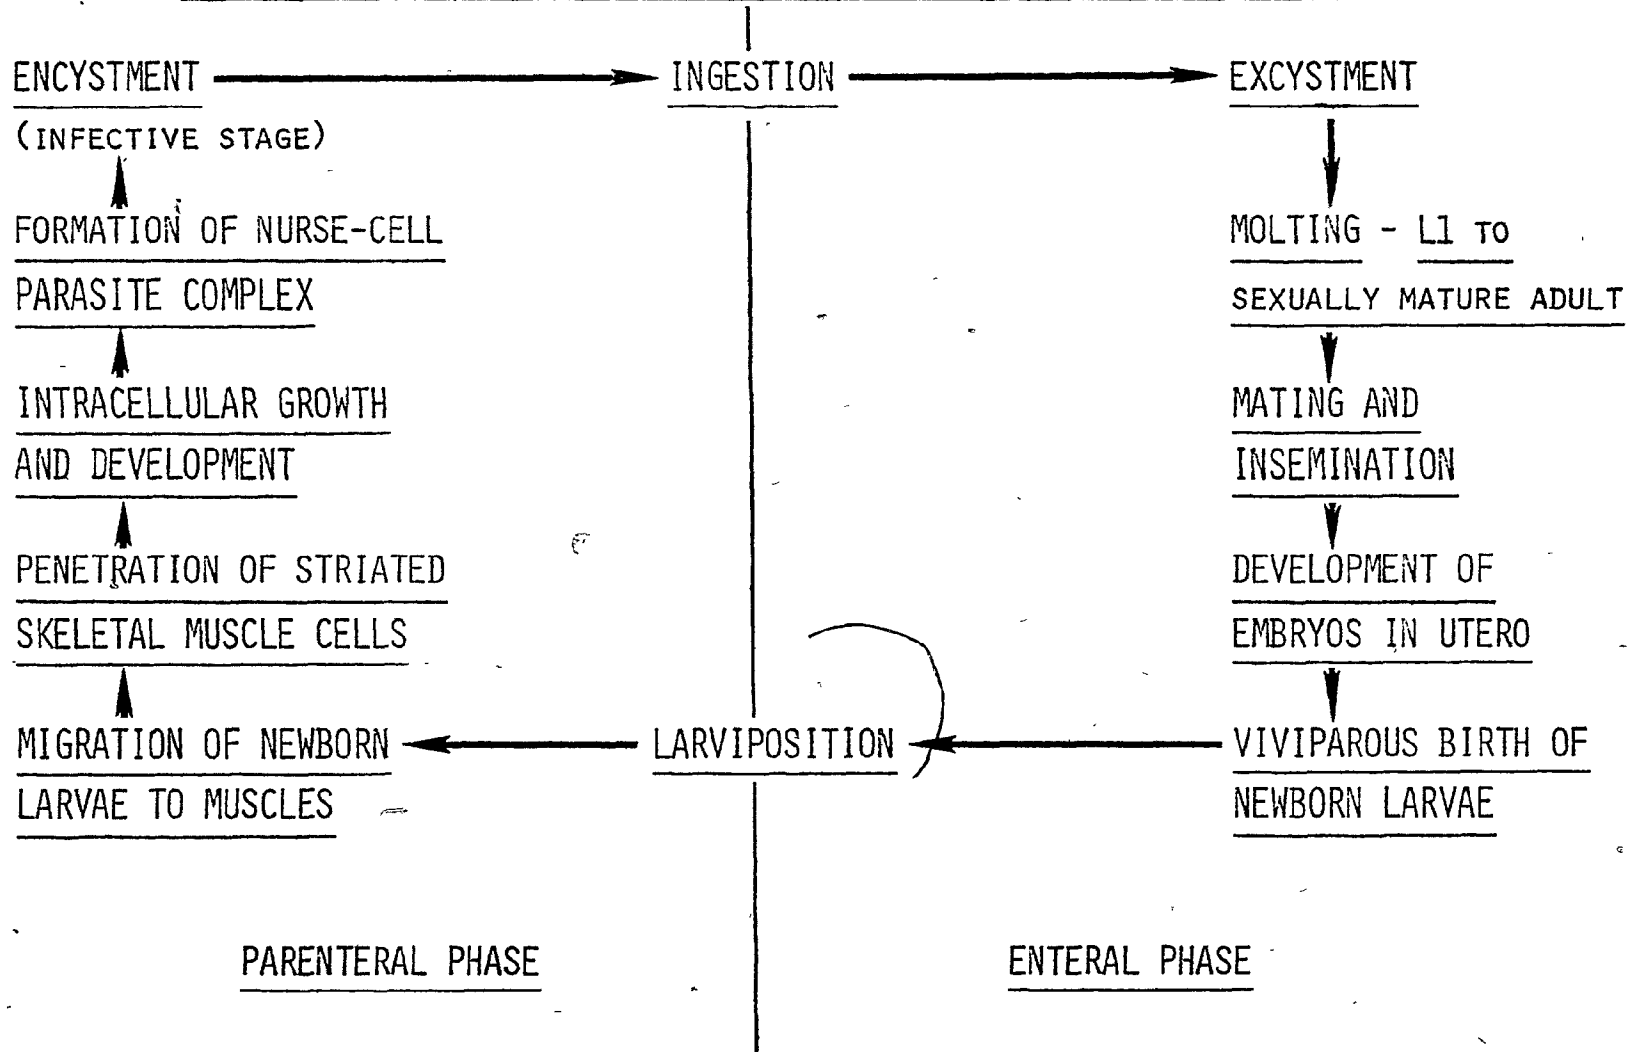 ENCYSTMENT
(INFECTIVE STAGE)
FORMATION OF NURSE-CELL
PARASITE COMPLEX
INTRACELLULAR GROWTH
AND DEVELOPMENT
PENETRATION OF STRIATED
SKELETAL MUSCLE CELLS
MIGRATION OF NEWBORN
LARVAE TO MUSCLES
INGESTION
LARVIPOSITION
EXCYSTMENT
MOLTING - L1 TO
SEXUALLY MATURE ADULT
MATING AND
INSEMINATION
DEVELOPMENT OF
EMBRYOS IN UTERO
VIVIPAROUS BIRTH OF
NEWBORN LARVAE
PARENTERAL PHASE
ENTERAL PHASE